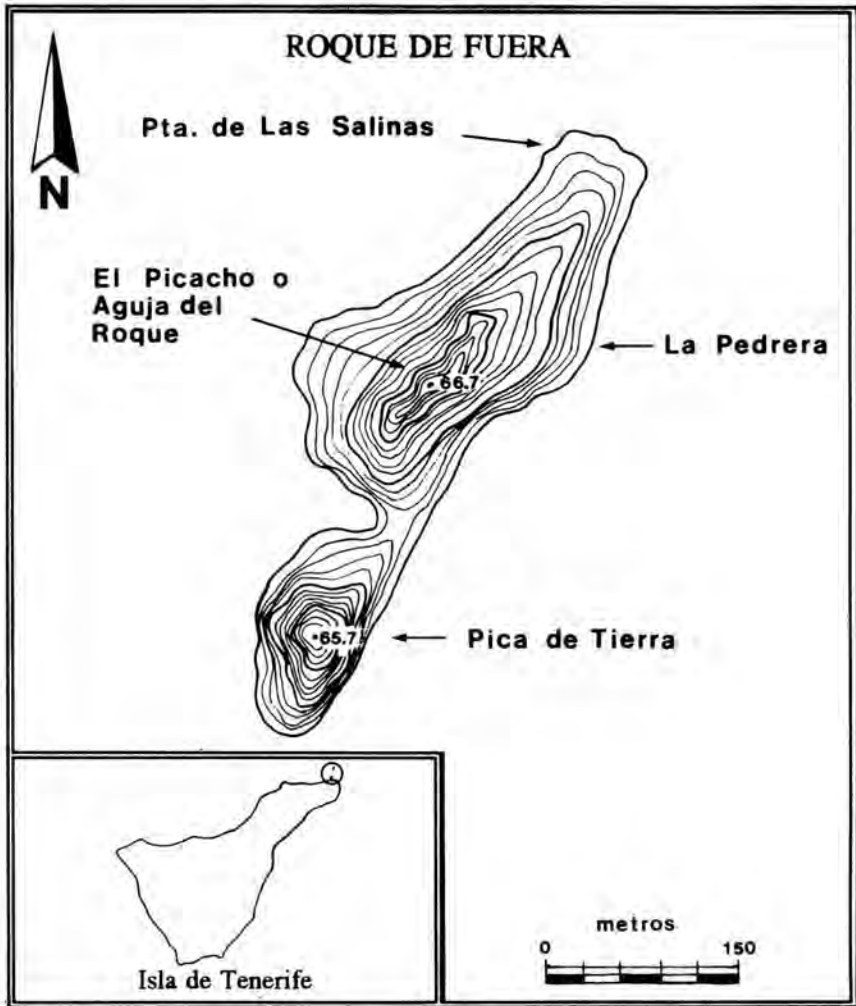 ROQUE DE FUERA
Pta. de Las Salinas
N
El Picacho o
Aguja del
Roque
La Pedrera
66.7
65.7
Pica de Tierra
metros
0 150
Isla de Tenerife